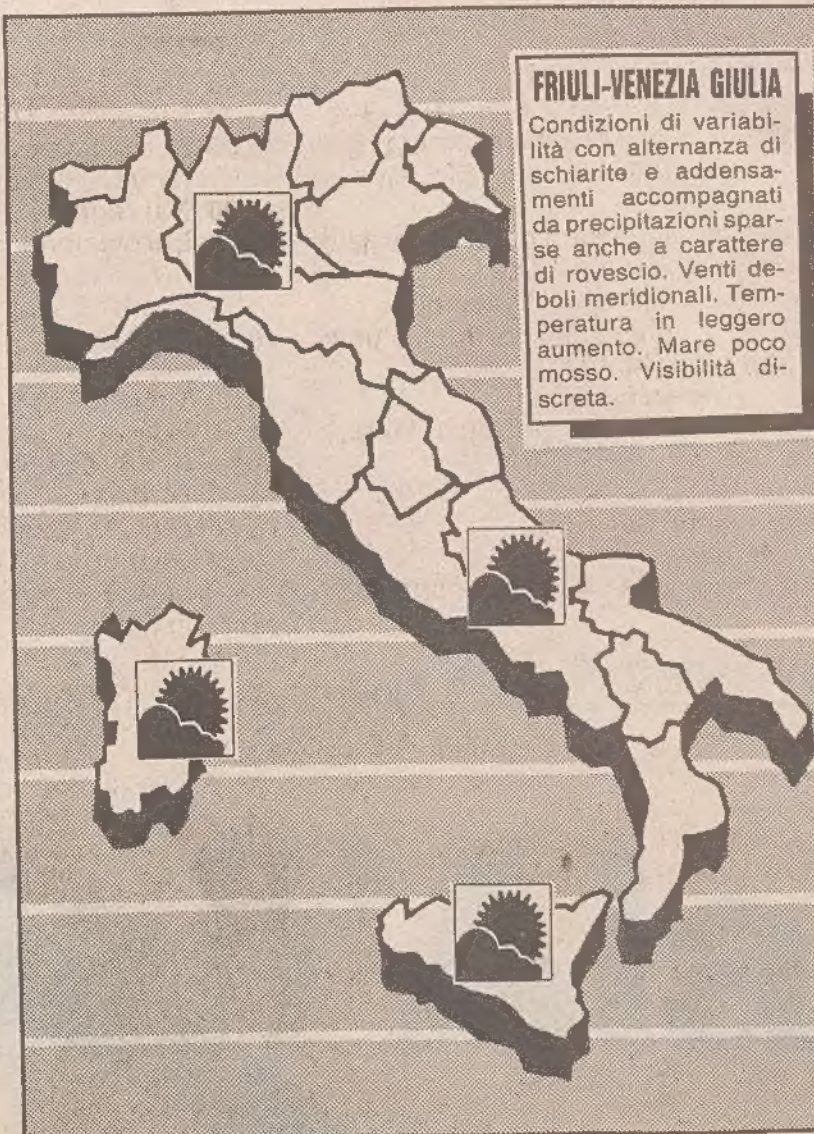 FRIULI-VENEZIA GIULIA
Condizioni di variabi-
lità con alternanza di
schiarite e addensa-
menti accompagnati
da precipitazioni spar-
se anche a carattere
di rovescio. Venti de-
boli meridionali. Tem-
peratura in leggero
aumento. Mare poco
mosso. Visibilità di-
screta.